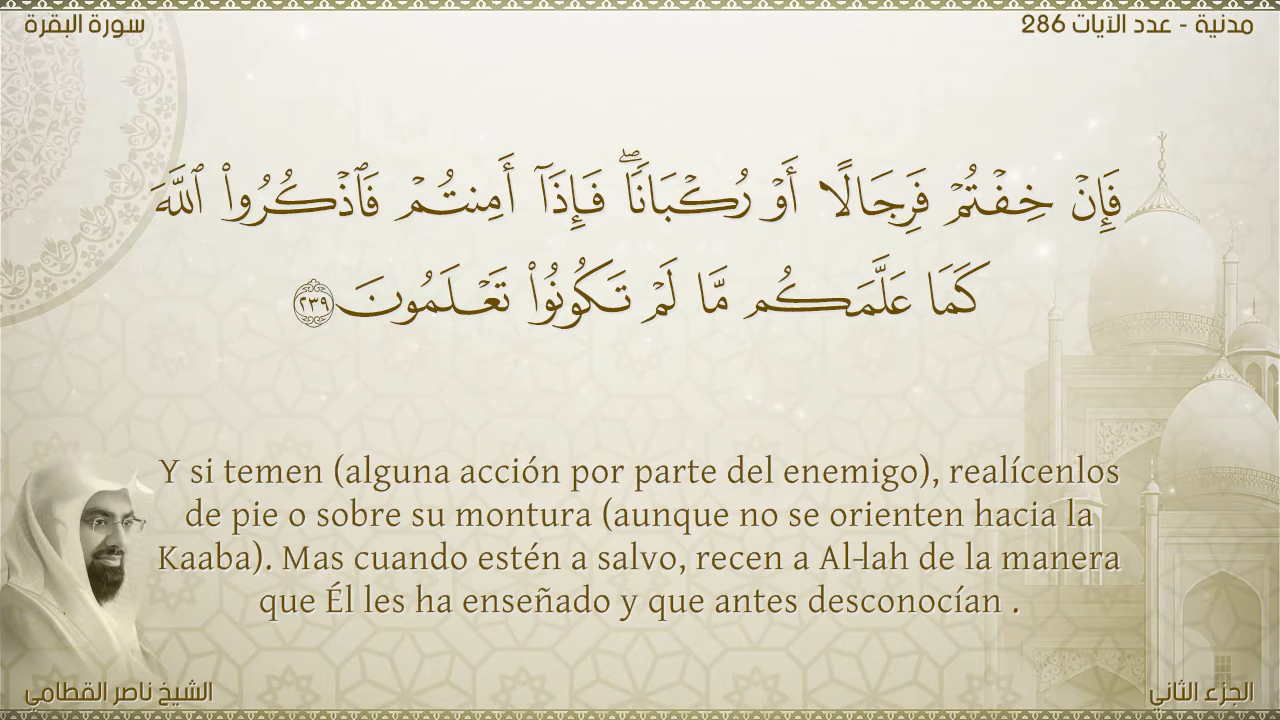 سورة البقرة
مدنية - عدد الآيات 286
فَإِنْ خِفْتُمْ فَرِجَالًا أَوْ رُكْبَانًا ۖ فَإِذَآ أَمِنتُمْ فَٱذْكُرُوا۟ ٱللَّهَ
كَمَا عَلَّمَكُم مَّا لَمْ تَكُونُوا۟ تَعْلَمُونَ ٢٣٩
Y si temen (alguna acción por parte del enemigo), realícenlos
de pie o sobre su montura (aunque no se orienten hacia la
Kaaba). Mas cuando estén a salvo, recen a Al-lah de la manera
que Él les ha enseñado y que antes desconocían .
الشيخ ناصر القطامي
الجزء الثاني